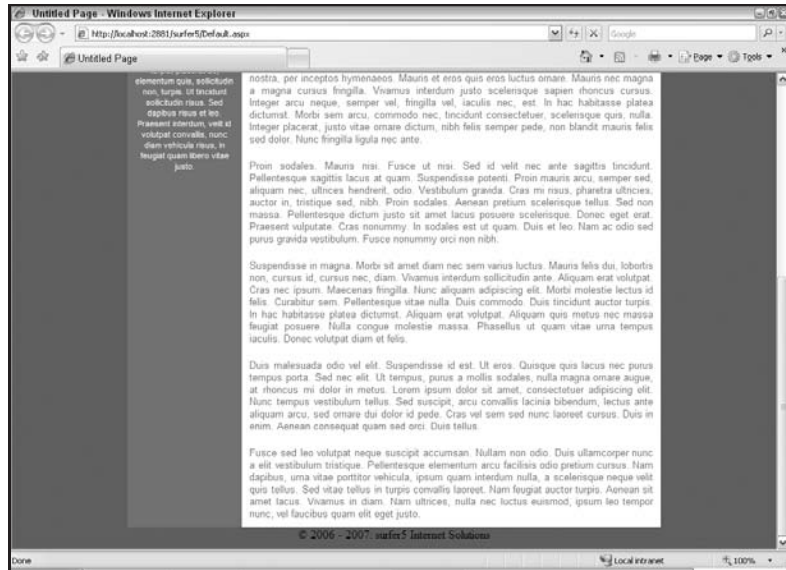 Untitled Page - Windows Internet Explorer
http://localhost:2881/surfer5/Default.aspx
Google
Untitled Page
Page
Tools
elementum quis, sollicitudin
non, turpis. Ut tincidunt
sollicitudin risus. Sed
dapibus risus et leo.
Praesent interdum, velit id
volutpat convallis, nunc
diam vehicula risus, in
feugiat quam libero vitae
justo.
nostra, per inceptos hymenaeos. Mauris et eros quis eros luctus ornare. Mauris nec magna
a magna cursus fringilla. Vivamus interdum justo scelerisque sapien rhoncus cursus.
Integer arcu neque, semper vel, fringilla vel, iaculis nec, est. In hac habitasse platea
dictumst. Morbi sem arcu, commodo nec, tincidunt consectetuer, scelerisque quis, nulla.
Integer placerat, justo vitae ornare dictum, nibh felis semper pede, non blandit mauris felis
sed dolor. Nunc fringilla ligula nec ante.
Proin sodales. Mauris nisi. Fusce ut nisi. Sed id velit nec ante sagittis tincidunt.
Pellentesque sagittis lacus at quam. Suspendisse potenti. Proin mauris arcu, semper sed,
aliquam nec, ultrices hendrerit, odio. Vestibulum gravida. Cras mi risus, pharetra ultricies,
auctor in, tristique sed, nibh. Proin sodales. Aenean pretium scelerisque tellus. Sed non
massa. Pellentesque dictum justo sit amet lacus posuere scelerisque. Donec eget erat.
Praesent vulputate. Cras nonummy. In sodales est ut quam. Duis et leo. Nam ac odio sed
purus gravida vestibulum. Fusce nonummy orci non nibh.
Suspendisse in magna. Morbi sit amet diam nec sem varius luctus. Mauris felis dui, lobortis
non, cursus id, cursus nec, diam. Vivamus interdum sollicitudin ante. Aliquam erat volutpat.
Cras nec ipsum. Maecenas fringilla. Nunc aliquam adipiscing elit. Morbi molestie lectus id
felis. Curabitur sem. Pellentesque vitae nulla. Duis commodo. Duis tincidunt auctor turpis.
In hac habitasse platea dictumst. Aliquam erat volutpat. Aliquam quis metus nec massa
feugiat posuere. Nulla congue molestie massa. Phasellus ut quam vitae urna tempus
iaculis. Donec volutpat diam et felis.
Duis malesuada odio vel elit. Suspendisse id est. Ut eros. Quisque quis lacus nec purus
tempus porta. Sed nec elit. Ut tempus, purus a mollis sodales, nulla magna ornare augue,
at rhoncus mi dolor in metus. Lorem ipsum dolor sit amet, consectetuer adipiscing elit.
Nunc tempus vestibulum tellus. Sed suscipit, arcu convallis lacinia bibendum, lectus ante
aliquam arcu, sed ornare dui dolor id pede. Cras vel sem sed nunc laoreet cursus. Duis in
enim. Aenean consequat quam sed orci. Duis tellus.
Fusce sed leo volutpat neque suscipit accumsan. Nullam non odio. Duis ullamcorper nunc
a elit vestibulum tristique. Pellentesque elementum arcu facilisis odio pretium cursus. Nam
dapibus, urna vitae porttitor vehicula, ipsum quam interdum nulla, a scelerisque neque velit
quis tellus. Sed vitae tellus in turpis convallis laoreet. Nam feugiat auctor turpis. Aenean sit
amet lacus. Vivamus in diam. Nam ultrices, nulla nec luctus euismod, ipsum leo tempor
nunc, vel faucibus quam elit eget justo.
© 2006 - 2007: surfer5 Internet Solutions
Done
Local intranet
100%